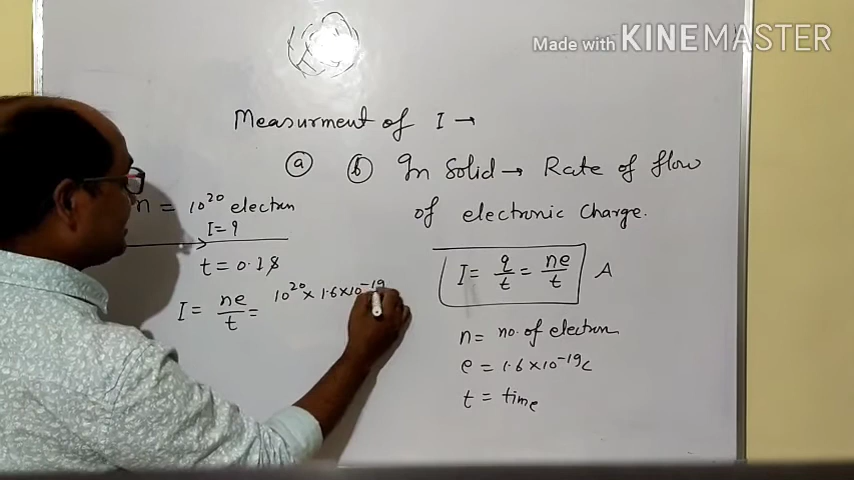 Made with KINEMASTER
Measurment of I →
ⓐ ⓑ In Solid → Rate of flow
of electronic Charge.
n = 10²⁰ electron
I = ?
t = 0.1s
I = ne/t = 10²⁰ × 1.6×10⁻¹⁹
I = q/t = ne/t A
n = no. of electron
e = 1.6×10⁻¹⁹C
t = time